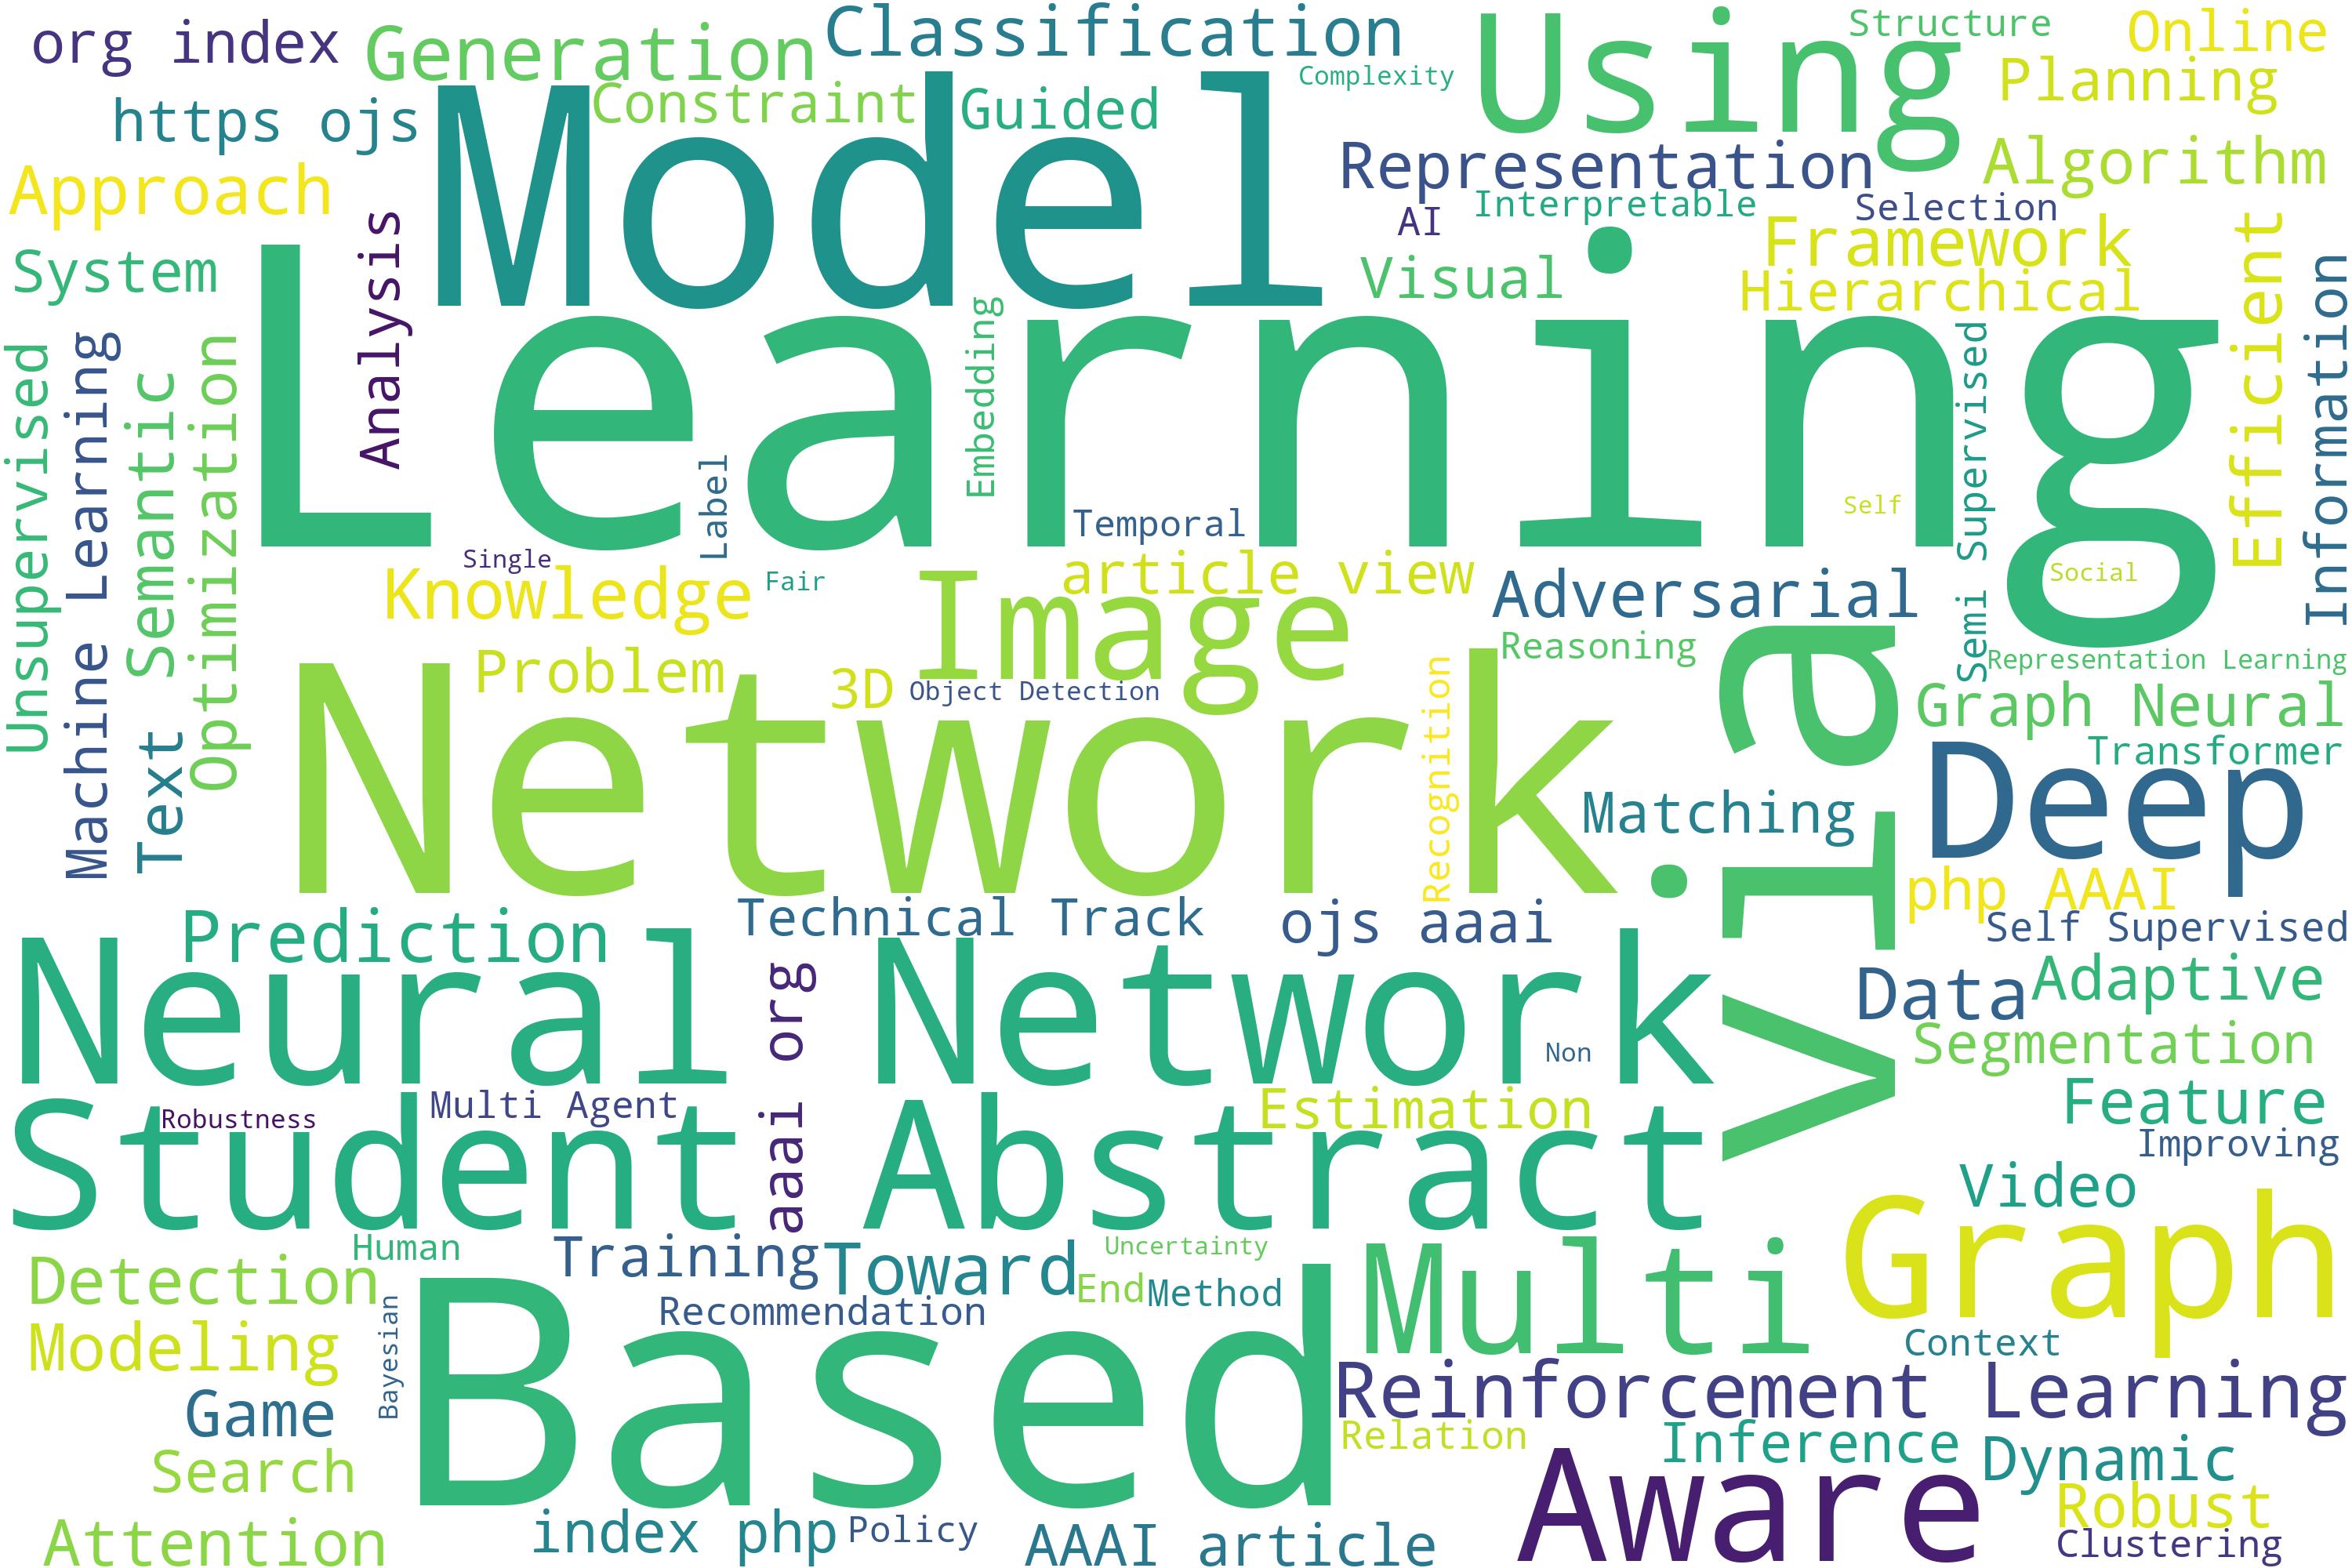 org index
Generation
Classification
Using
Structure
Online
https ojs
Constraint
Guided
Complexity
Planning
Model
Representation
Algorithm
Approach
Analysis
AI
Interpretable
Selection
Framework
Efficient
System
Visual
Hierarchical
Information
Learning
Unsupervised
Machine Learning
Semantic
Optimization
Embedding
Semi Supervised
Label
Temporal
Self
Single
Fair
Knowledge
article view
Image
Adversarial
Social
Problem
3D
Object Detection
Recognition
Reasoning
Via
Representation Learning
Graph Neural
Network
Text
Matching
Transformer
Deep
php AAAI
Prediction
Technical Track
ojs aaai
Self Supervised
Neural Network
aaai org
Non
Data
Adaptive
Segmentation
Robustness
Multi Agent
Estimation
Feature
Student Abstract
Improving
Video
Human
Training
Toward
Uncertainty
Multi
Graph
Detection
End
Method
Modeling
Bayesian
Recommendation
Context
Based
Reinforcement Learning
Game
Relation
Inference
Dynamic
Search
Aware
Robust
Attention
index php
Policy
AAAI article
Clustering